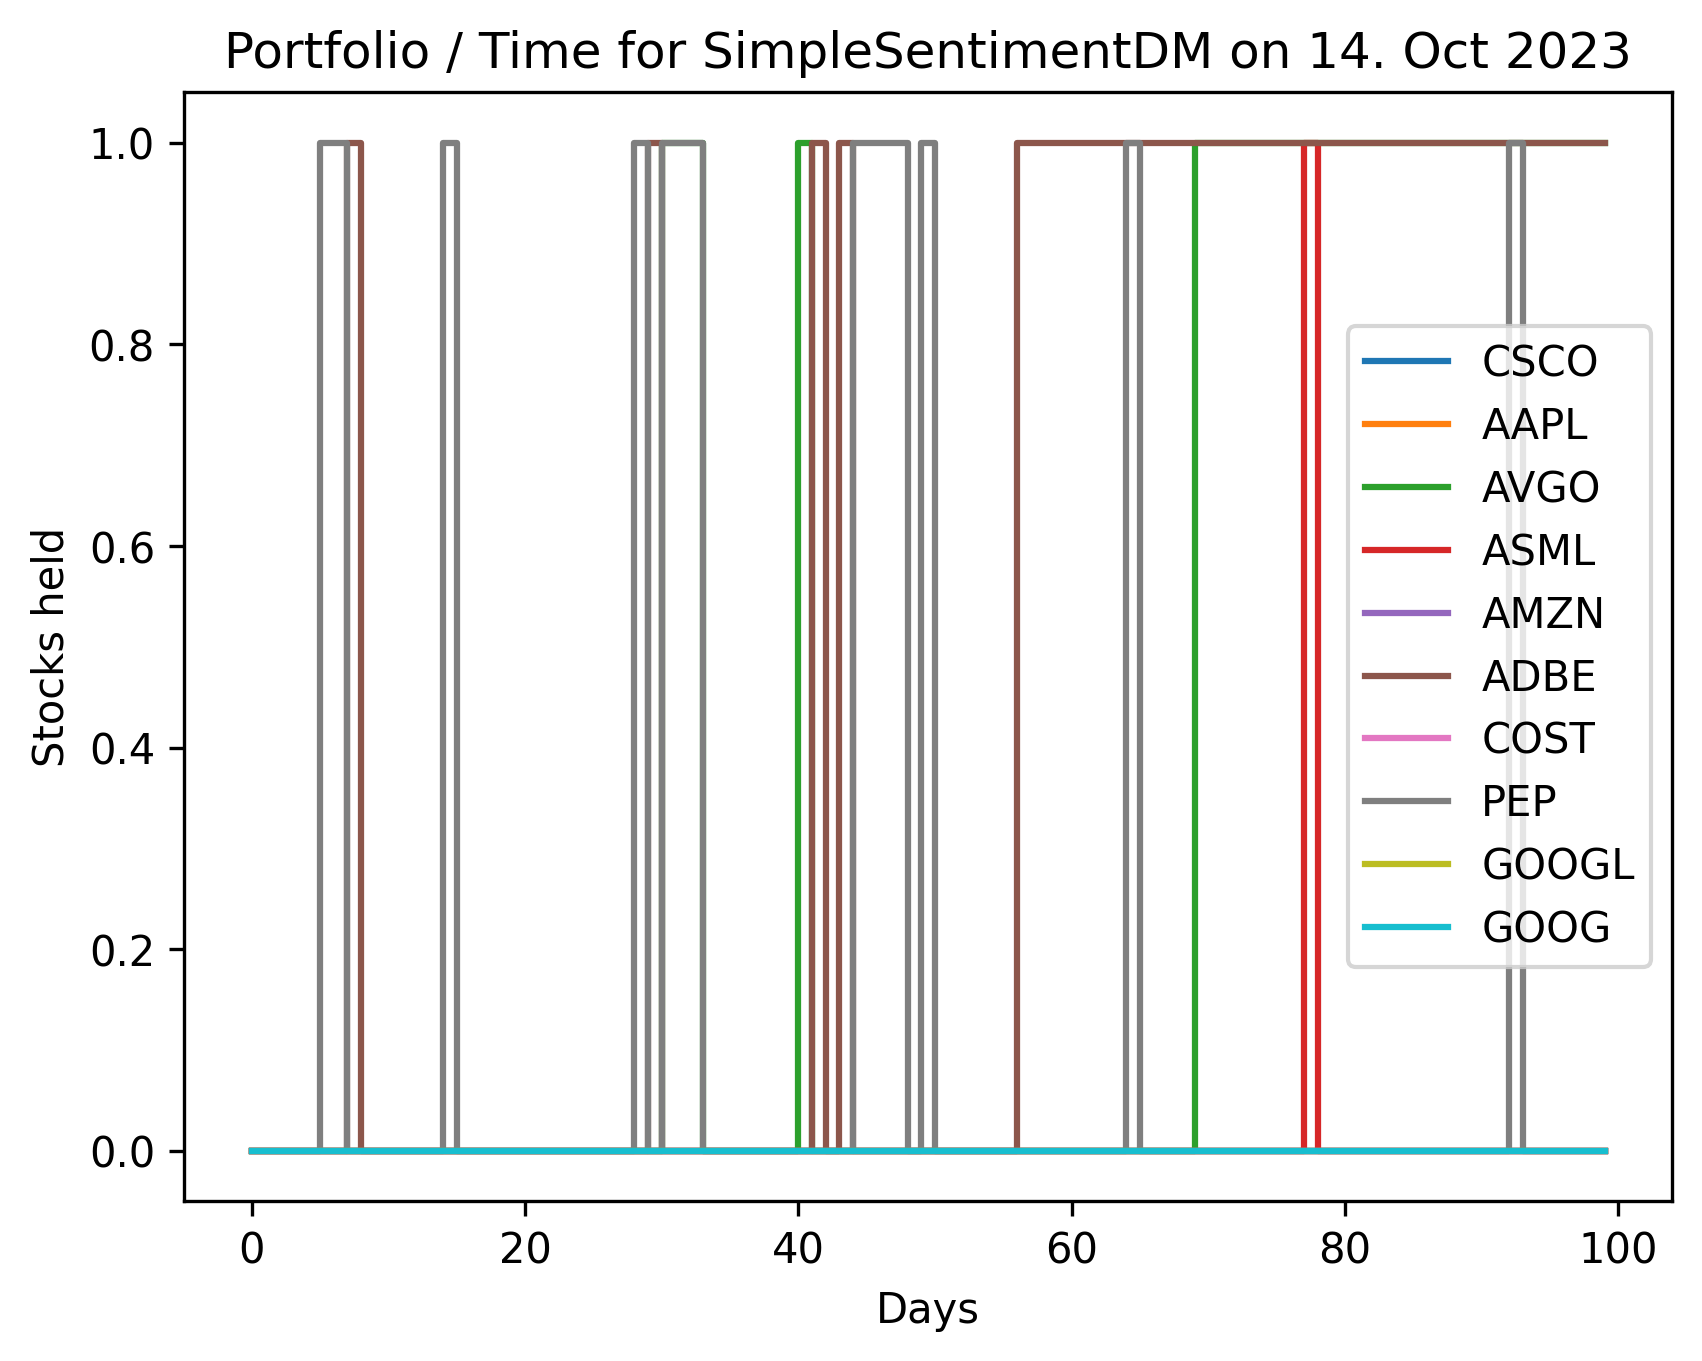 Portfolio / Time for SimpleSentimentDM on 14. Oct 2023
1.0
0.8
0.6
0.4
0.2
0.0
Stocks held
CSCO
AAPL
AVGO
ASML
AMZN
ADBE
COST
PEP
GOOGL
GOOG
0 20 40 60 80 100
Days